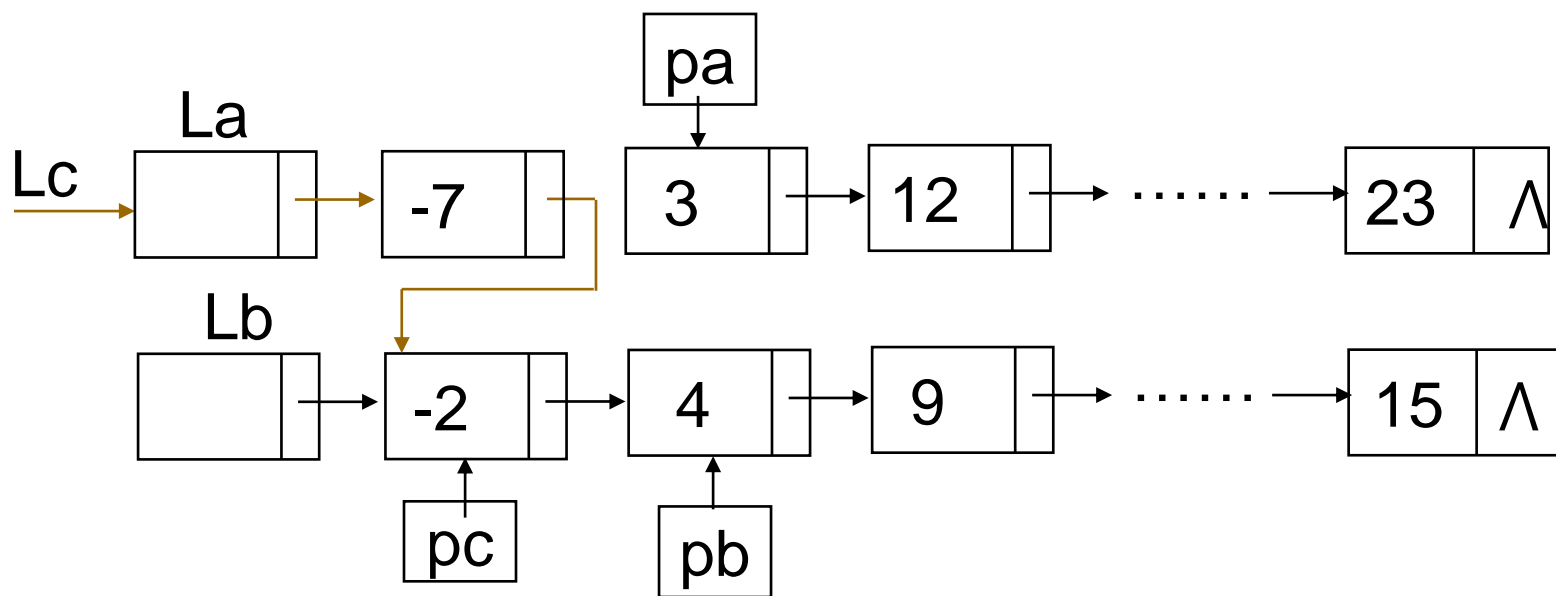 pa
La
Lc
-7
3
12
......
23 Λ
Lb
-2
4
9
......
15 Λ
pc
pb